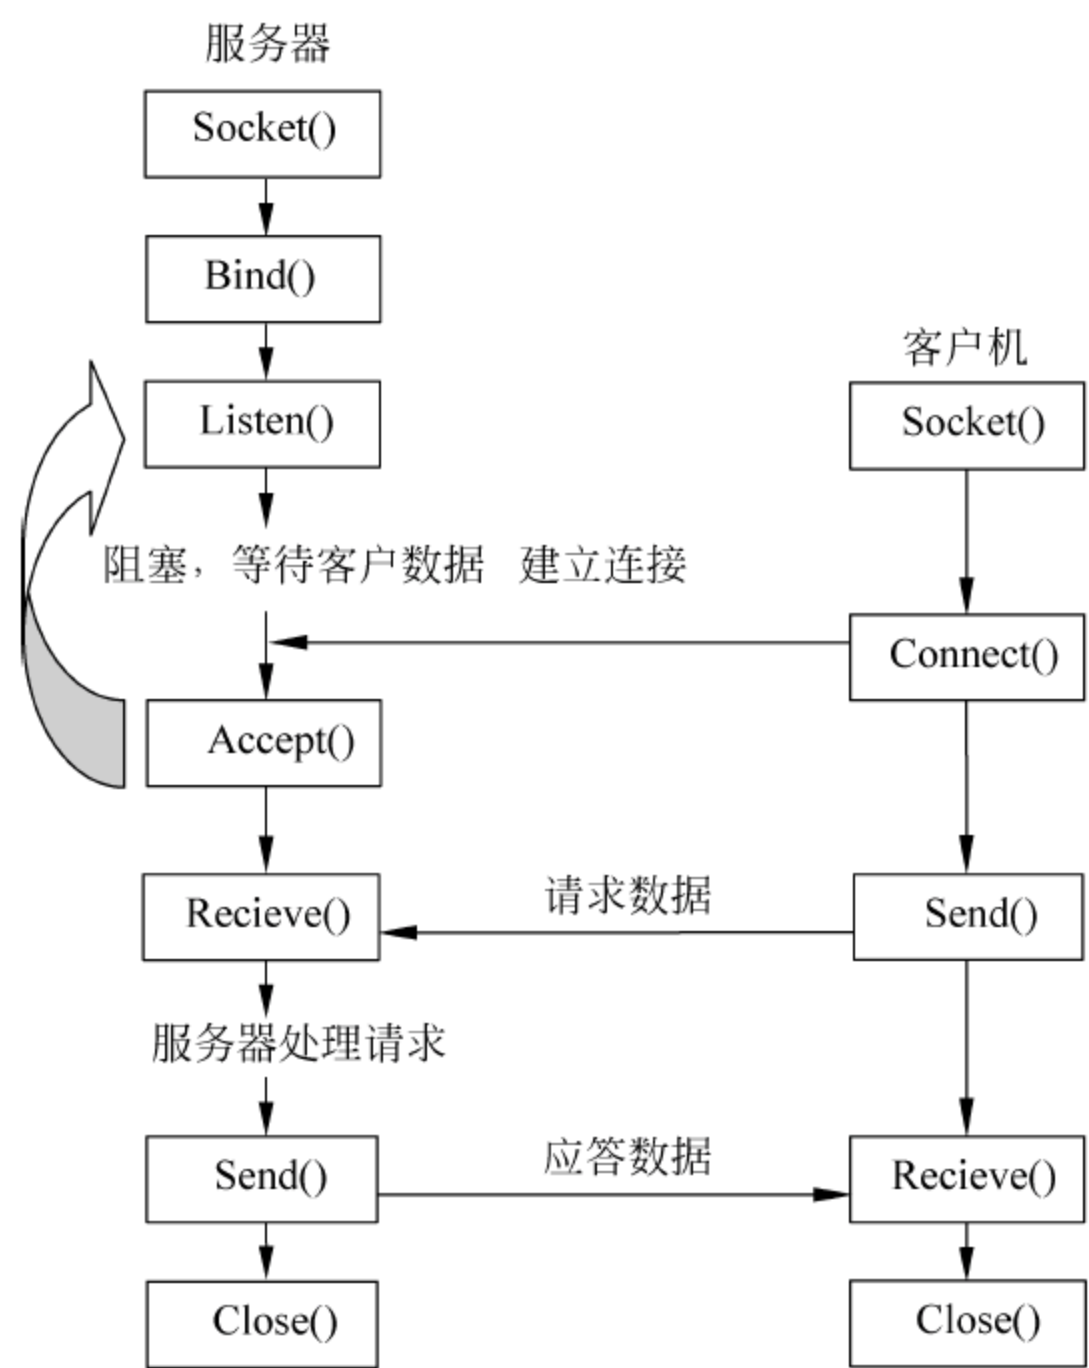 服务器
Socket()
Bind()
Listen()
阻塞，等待客户数据 建立连接
Accept()
Recieve()
服务器处理请求
Send()
Close()
客户机
Socket()
Connect()
请求数据
Send()
应答数据
Recieve()
Close()